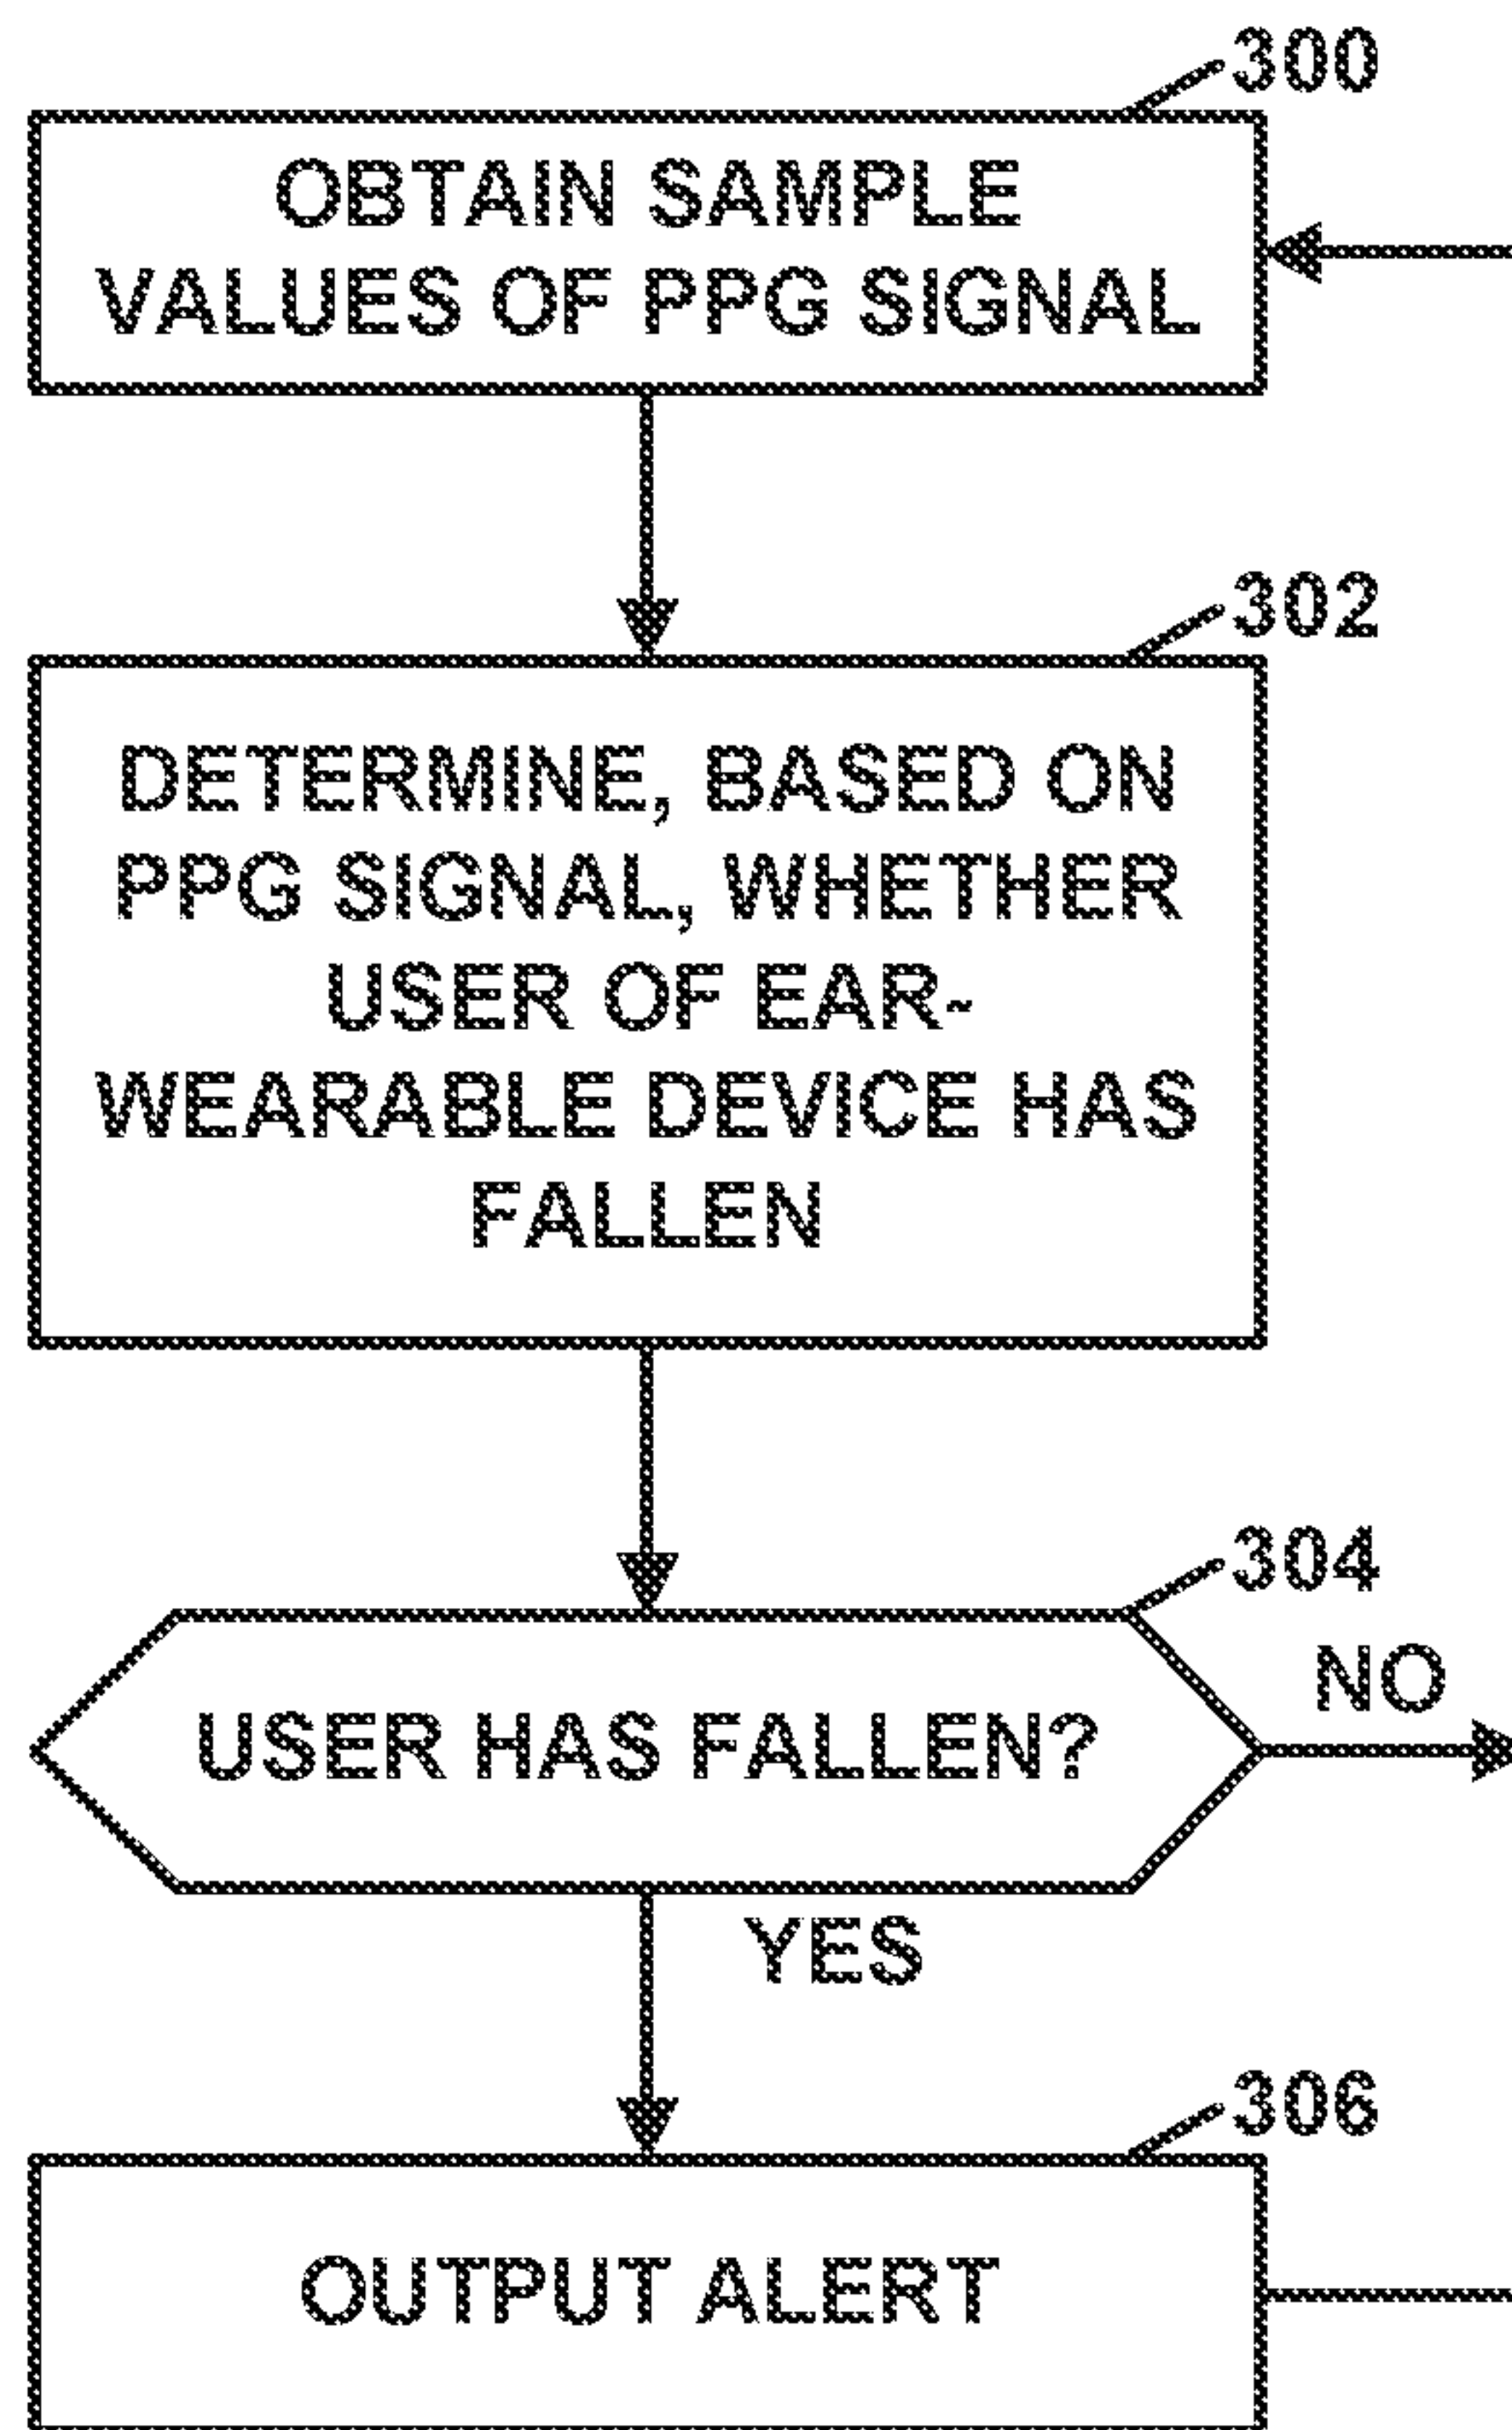 300
OBTAIN SAMPLE
VALUES OF PPG SIGNAL
302
DETERMINE, BASED ON
PPG SIGNAL, WHETHER
USER OF EAR-
WEARABLE DEVICE HAS
FALLEN
304
USER HAS FALLEN?
NO
YES
306
OUTPUT ALERT